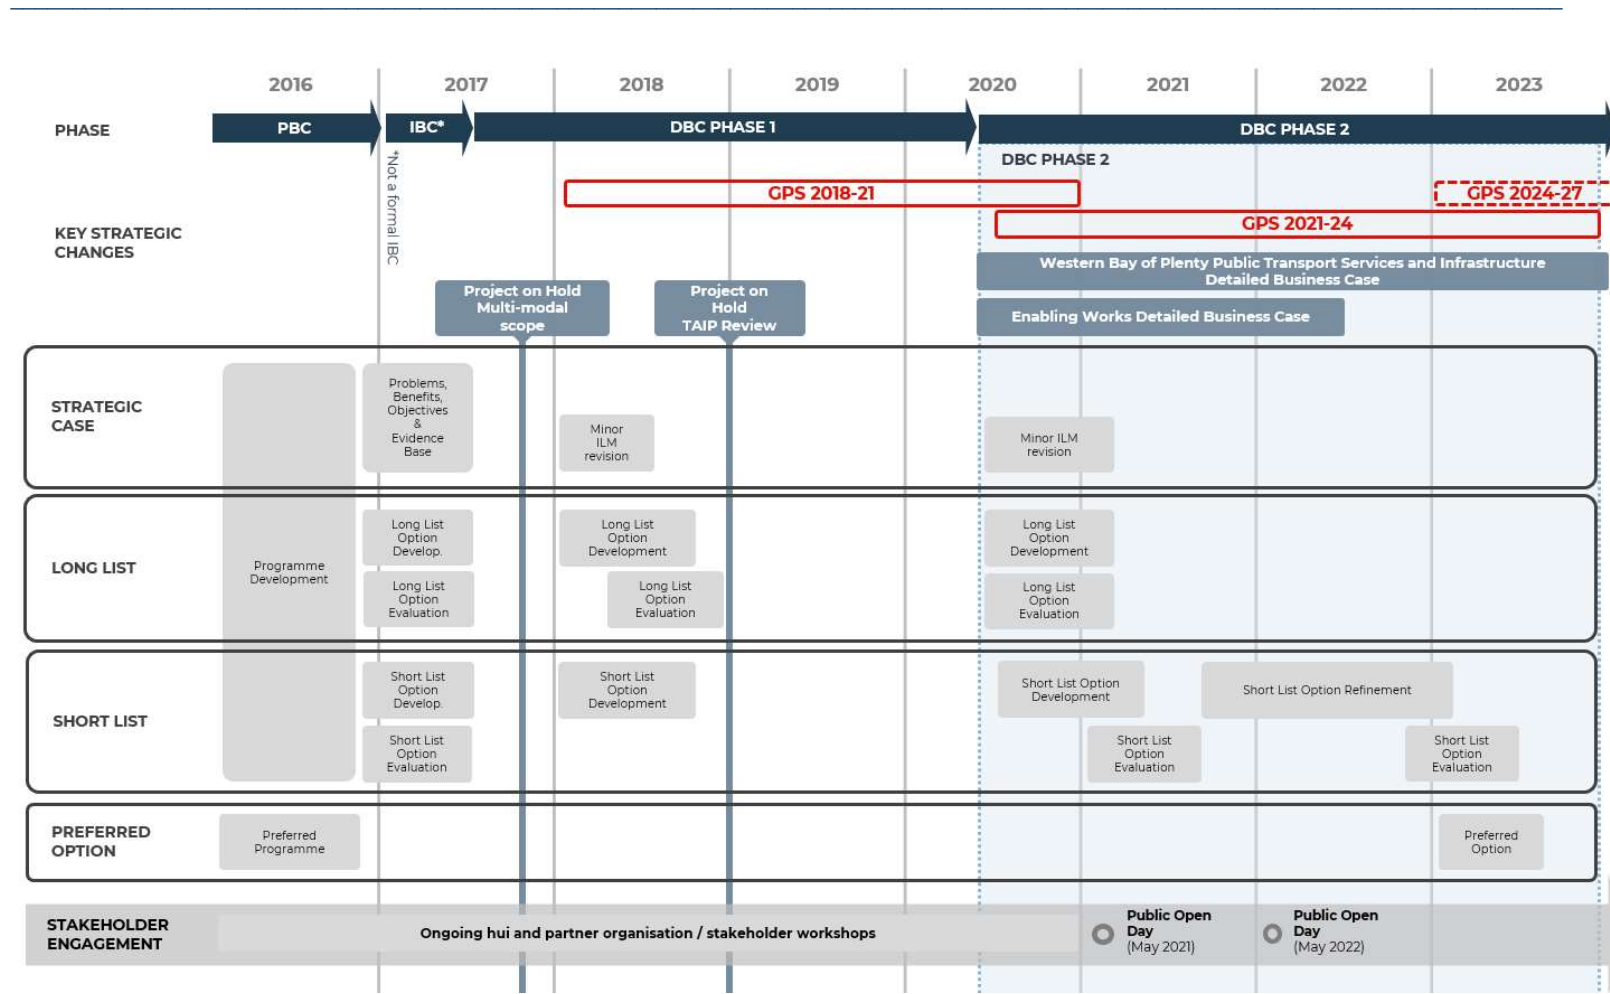 2016
2017
2018
2019
2020
2021
2022
2023
PHASE
PBC
IBC*
DBC PHASE 1
DBC PHASE 2
*Not a formal IBC
DBC PHASE 2
KEY STRATEGIC
CHANGES
GPS 2018-21
GPS 2024-27
GPS 2021-24
Western Bay of Plenty Public Transport Services and Infrastructure
Detailed Business Case
Project on Hold
Multi-modal
scope
Project on
Hold
TAIP Review
Enabling Works Detailed Business Case
STRATEGIC
CASE
Problems,
Benefits,
Objectives
&
Evidence
Base
Minor
ILM
revision
Minor ILM
revision
LONG LIST
Programme
Development
Long List
Option
Develop.
Long List
Option
Evaluation
Long List
Option
Development
Long List
Option
Evaluation
Long List
Option
Development
Long List
Option
Evaluation
SHORT LIST
Short List
Option
Develop.
Short List
Option
Evaluation
Short List
Option
Development
Short List Option
Development
Short List Option Refinement
Short List
Option
Evaluation
Short List
Option
Evaluation
PREFERRED
OPTION
Preferred
Programme
Preferred
Option
STAKEHOLDER
ENGAGEMENT
Ongoing hui and partner organisation / stakeholder workshops
Public Open
Day
(May 2021)
Public Open
Day
(May 2022)